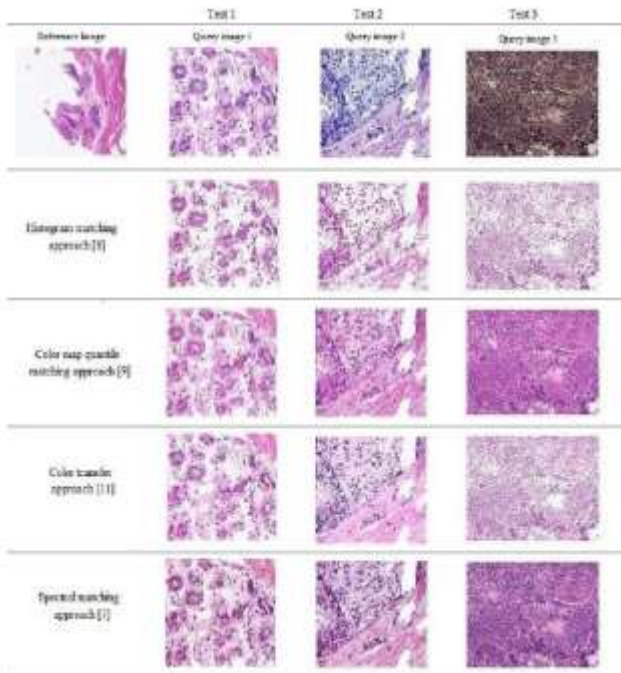 Test 1 Test 2 Test 3
Reference image Query image 1 Query image 2 Query image 3
Histogram matching
approach [8]
Color map quantile
matching approach [9]
Color transfer
approach [11]
Spectral matching
approach [7]